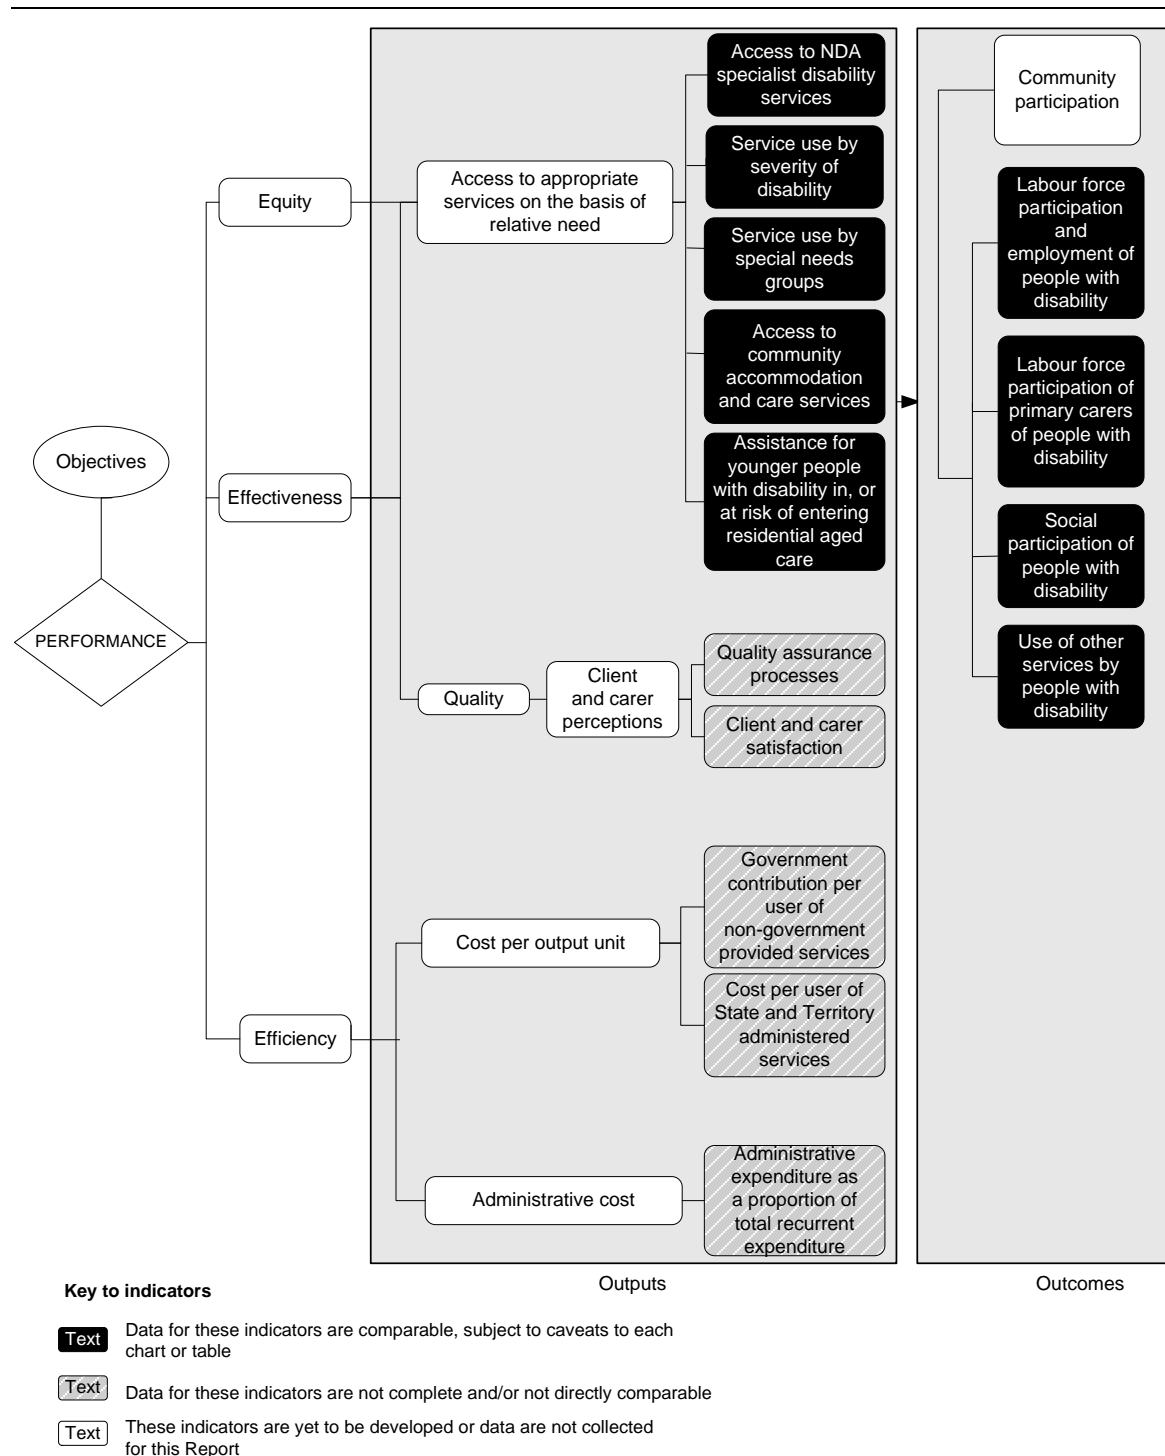 Objectives
PERFORMANCE
Equity
Effectiveness
Efficiency
Access to appropriate
services on the basis of
relative need
Quality
Client
and carer
perceptions
Cost per output unit
Administrative cost
Access to NDA
specialist disability
services
Service use by
severity of
disability
Service use by
special needs
groups
Access to
community
accommodation
and care services
Assistance for
younger people
with disability in, or
at risk of entering
residential aged
care
Quality assurance
processes
Client and carer
satisfaction
Government
contribution per
user of
non-government
provided services
Cost per user of
State and Territory
administered
services
Administrative
expenditure as
a proportion of
total recurrent
expenditure
Outputs
Community
participation
Labour force
participation
and
employment of
people with
disability
Labour force
participation of
primary carers
of people with
disability
Social
participation of
people with
disability
Use of other
services by
people with
disability
Outcomes
Key to indicators
Text
Data for these indicators are comparable, subject to caveats to each
chart or table
Text
Data for these indicators are not complete and/or not directly comparable
Text
These indicators are yet to be developed or data are not collected
for this Report